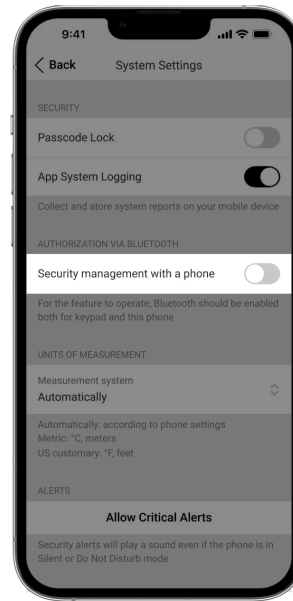 9:41
Back
System Settings
SECURITY
Passcode Lock
App System Logging
Collect and store system reports on your mobile device
AUTHORIZATION VIA BLUETOOTH
Security management with a phone
For the feature to operate, Bluetooth should be enabled
both for keypad and this phone
UNITS OF MEASUREMENT
Measurement system
Automatically
Automatically: according to phone settings
Metric: °C, meters
US customary: °F, feet
ALERTS
Allow Critical Alerts
Security alerts will play a sound even if the phone is in
Silent or Do Not Disturb mode